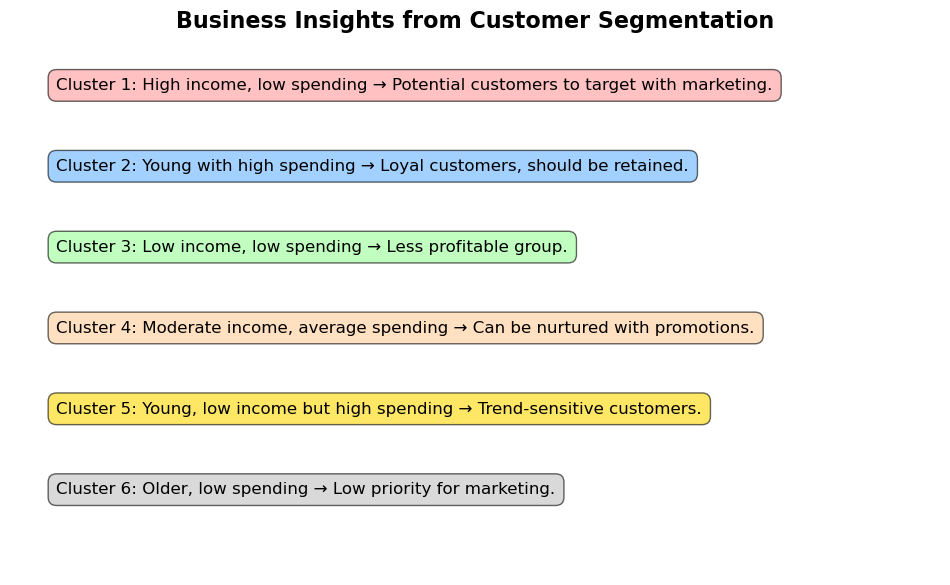 Business Insights from Customer Segmentation
Cluster 1: High income, low spending → Potential customers to target with marketing.
Cluster 2: Young with high spending → Loyal customers, should be retained.
Cluster 3: Low income, low spending → Less profitable group.
Cluster 4: Moderate income, average spending → Can be nurtured with promotions.
Cluster 5: Young, low income but high spending → Trend-sensitive customers.
Cluster 6: Older, low spending → Low priority for marketing.